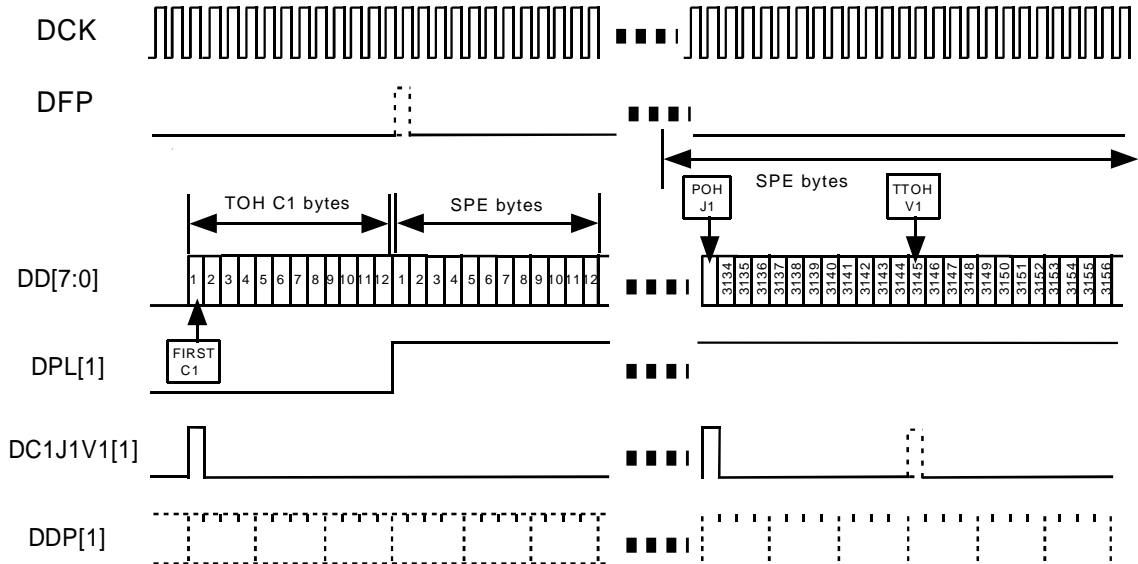 DCK
DFP
SPE bytes
TOH C1 bytes
SPE bytes
POH
J1
TTOH
V1
DD[7:0]
1 2 3 4 5 6 7 8 9 10 11 12 1 2 3 4 5 6 7 8 9 10 11 12
3134 3135 3136 3137 3138 3139 3140 3141 3142 3143 3144 3145 3146 3147 3148 3149 3150 3151 3152 3153 3154 3155 3156
FIRST
C1
DPL[1]
DC1J1V1[1]
DDP[1]